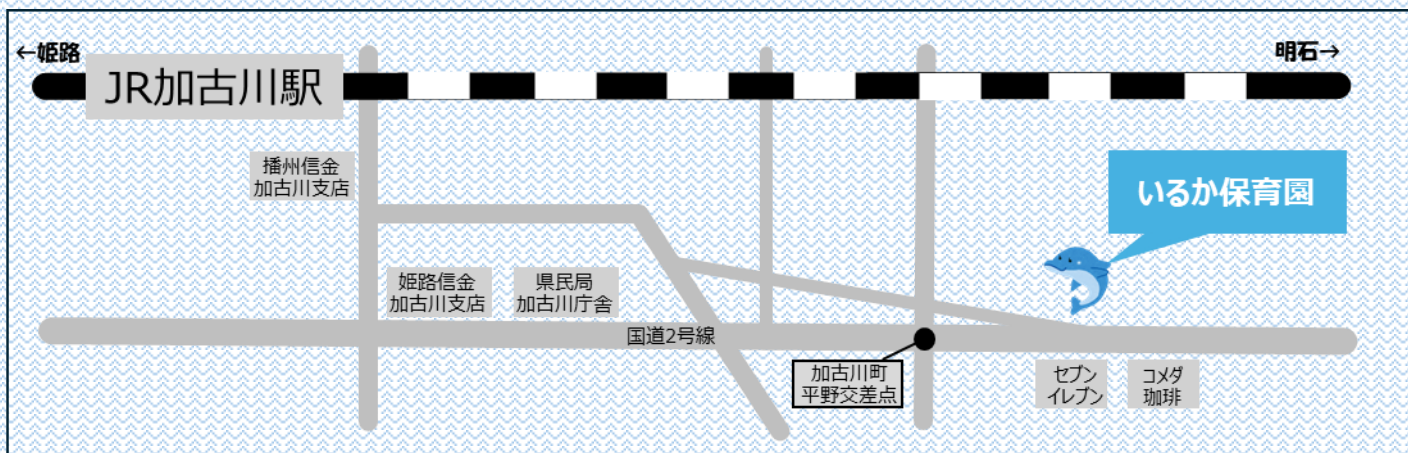 ←姫路
明石→
JR加古川駅
播州信金
加古川支店
いるか保育園
姫路信金
加古川支店
県民局
加古川庁舎
国道2号線
加古川町
平野交差点
セブン
イレブン
コメダ
珈琲